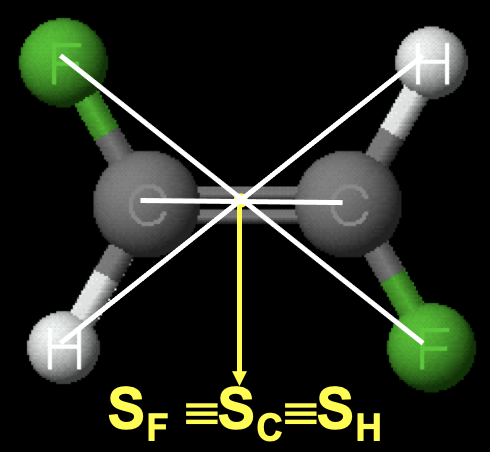 F H
C C
H F
S_F ≡S_C≡S_H